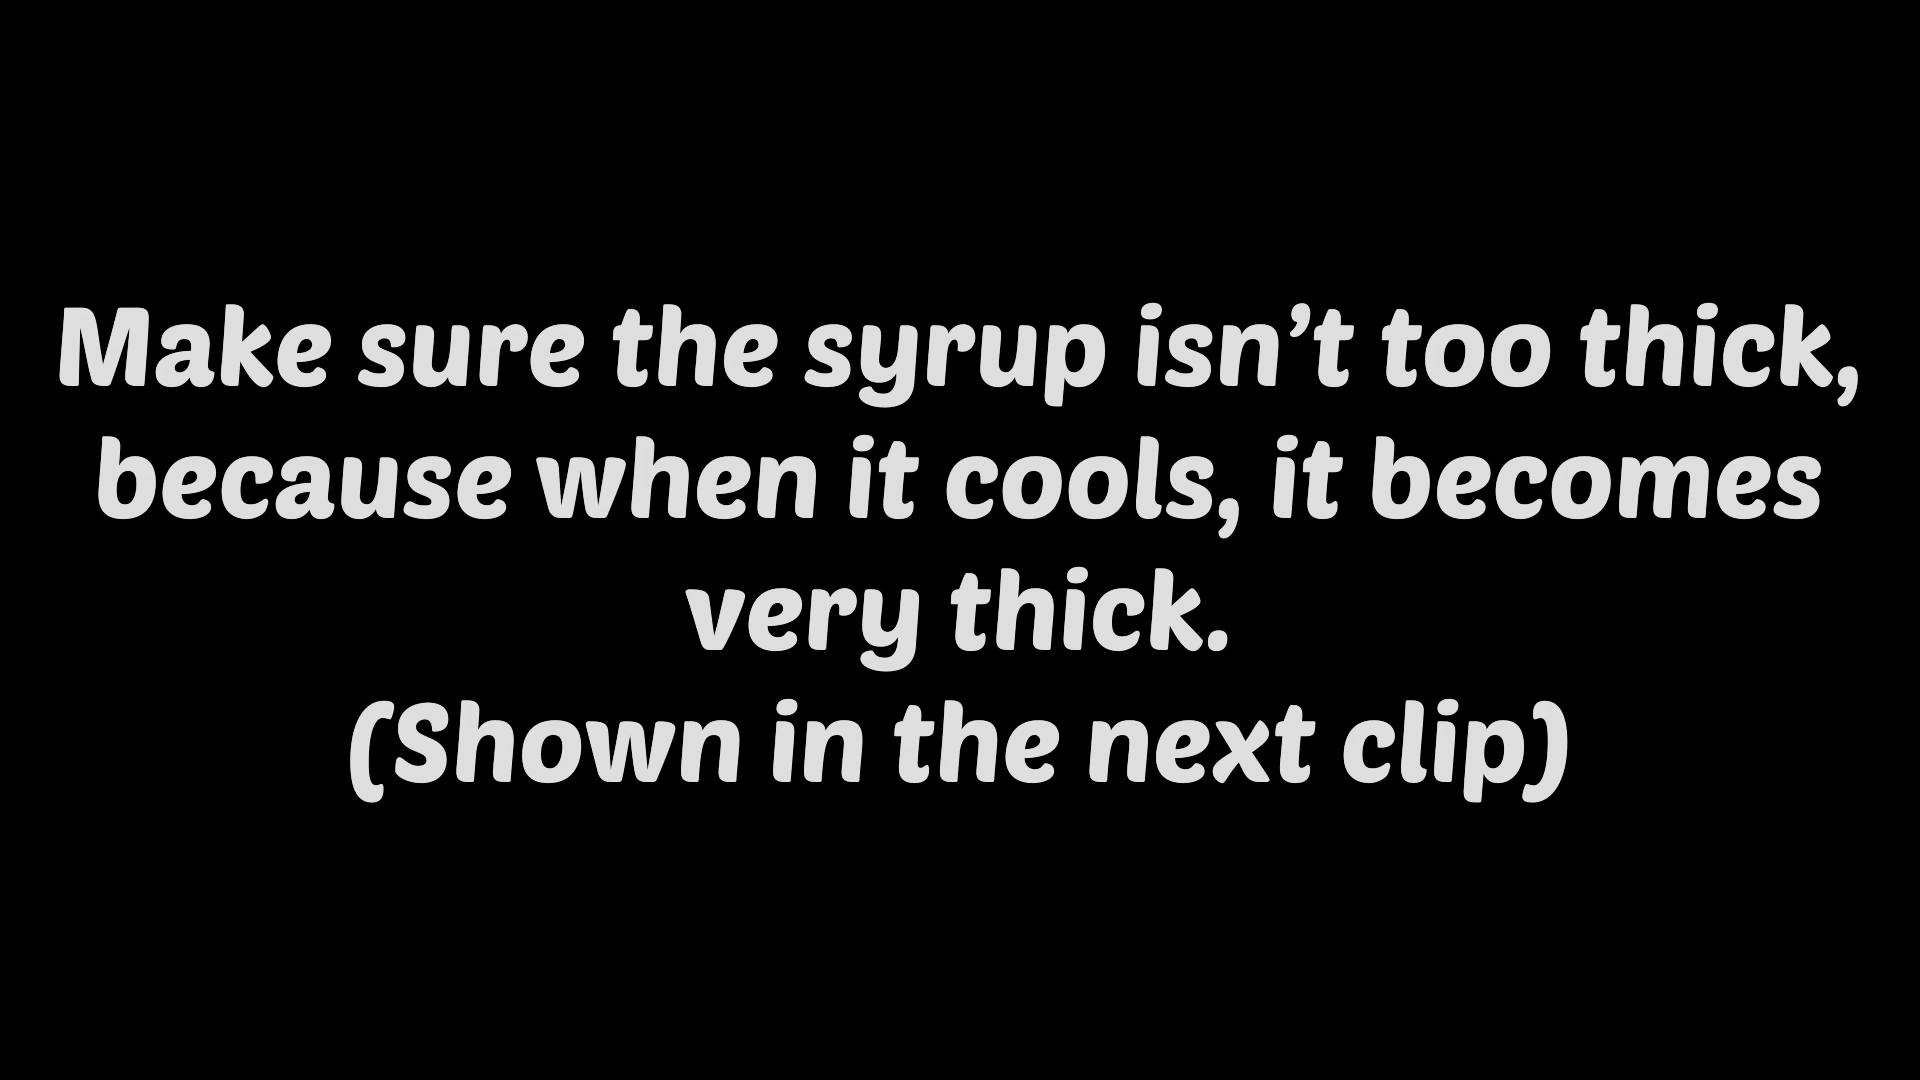 Make sure the syrup isn’t too thick,
because when it cools, it becomes
very thick.
(Shown in the next clip)